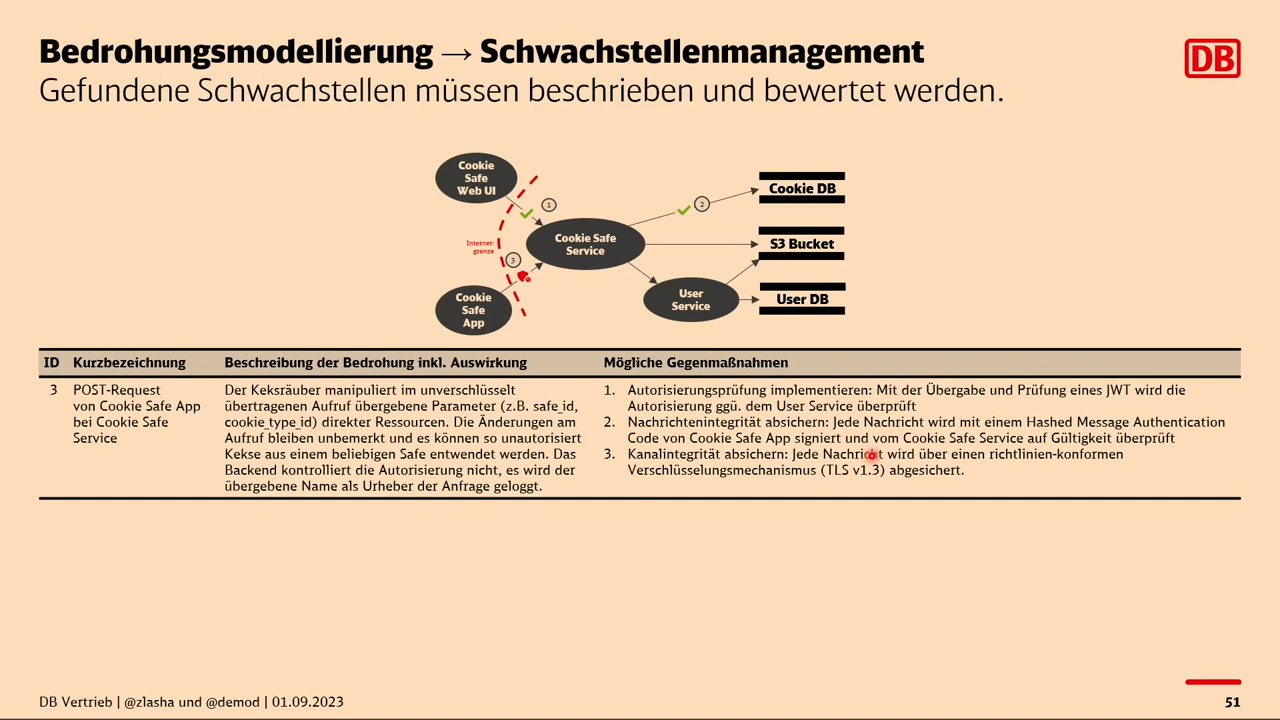 Bedrohungsmodellierung → Schwachstellenmanagement
Gefundene Schwachstellen müssen beschrieben und bewertet werden.
DB
Cookie
Safe
Web UI
1
2
Cookie DB
Internet-
grenze
3
Cookie Safe
Service
S3 Bucket
Cookie
Safe
App
User
Service
User DB
ID Kurzbezeichnung Beschreibung der Bedrohung inkl. Auswirkung Mögliche Gegenmaßnahmen
3 POST-Request
von Cookie Safe App
bei Cookie Safe
Service
Der Keksräuber manipuliert im unverschlüsselt
übertragenen Aufruf übergebene Parameter (z.B. safe_id,
cookie_type_id) direkter Ressourcen. Die Änderungen am
Aufruf bleiben unbemerkt und es können so unautorisiert
Kekse aus einem beliebigen Safe entwendet werden. Das
Backend kontrolliert die Autorisierung nicht, es wird der
übergebene Name als Urheber der Anfrage geloggt.
1. Autorisierungsprüfung implementieren: Mit der Übergabe und Prüfung eines JWT wird die
Autorisierung ggü. dem User Service überprüft
2. Nachrichtenintegrität absichern: Jede Nachricht wird mit einem Hashed Message Authentication
Code von Cookie Safe App signiert und vom Cookie Safe Service auf Gültigkeit überprüft
3. Kanalintegrität absichern: Jede Nachricht wird über einen richtlinien-konformen
Verschlüsselungsmechanismus (TLS v1.3) abgesichert.
DB Vertrieb | @zlasha und @demod | 01.09.2023
51